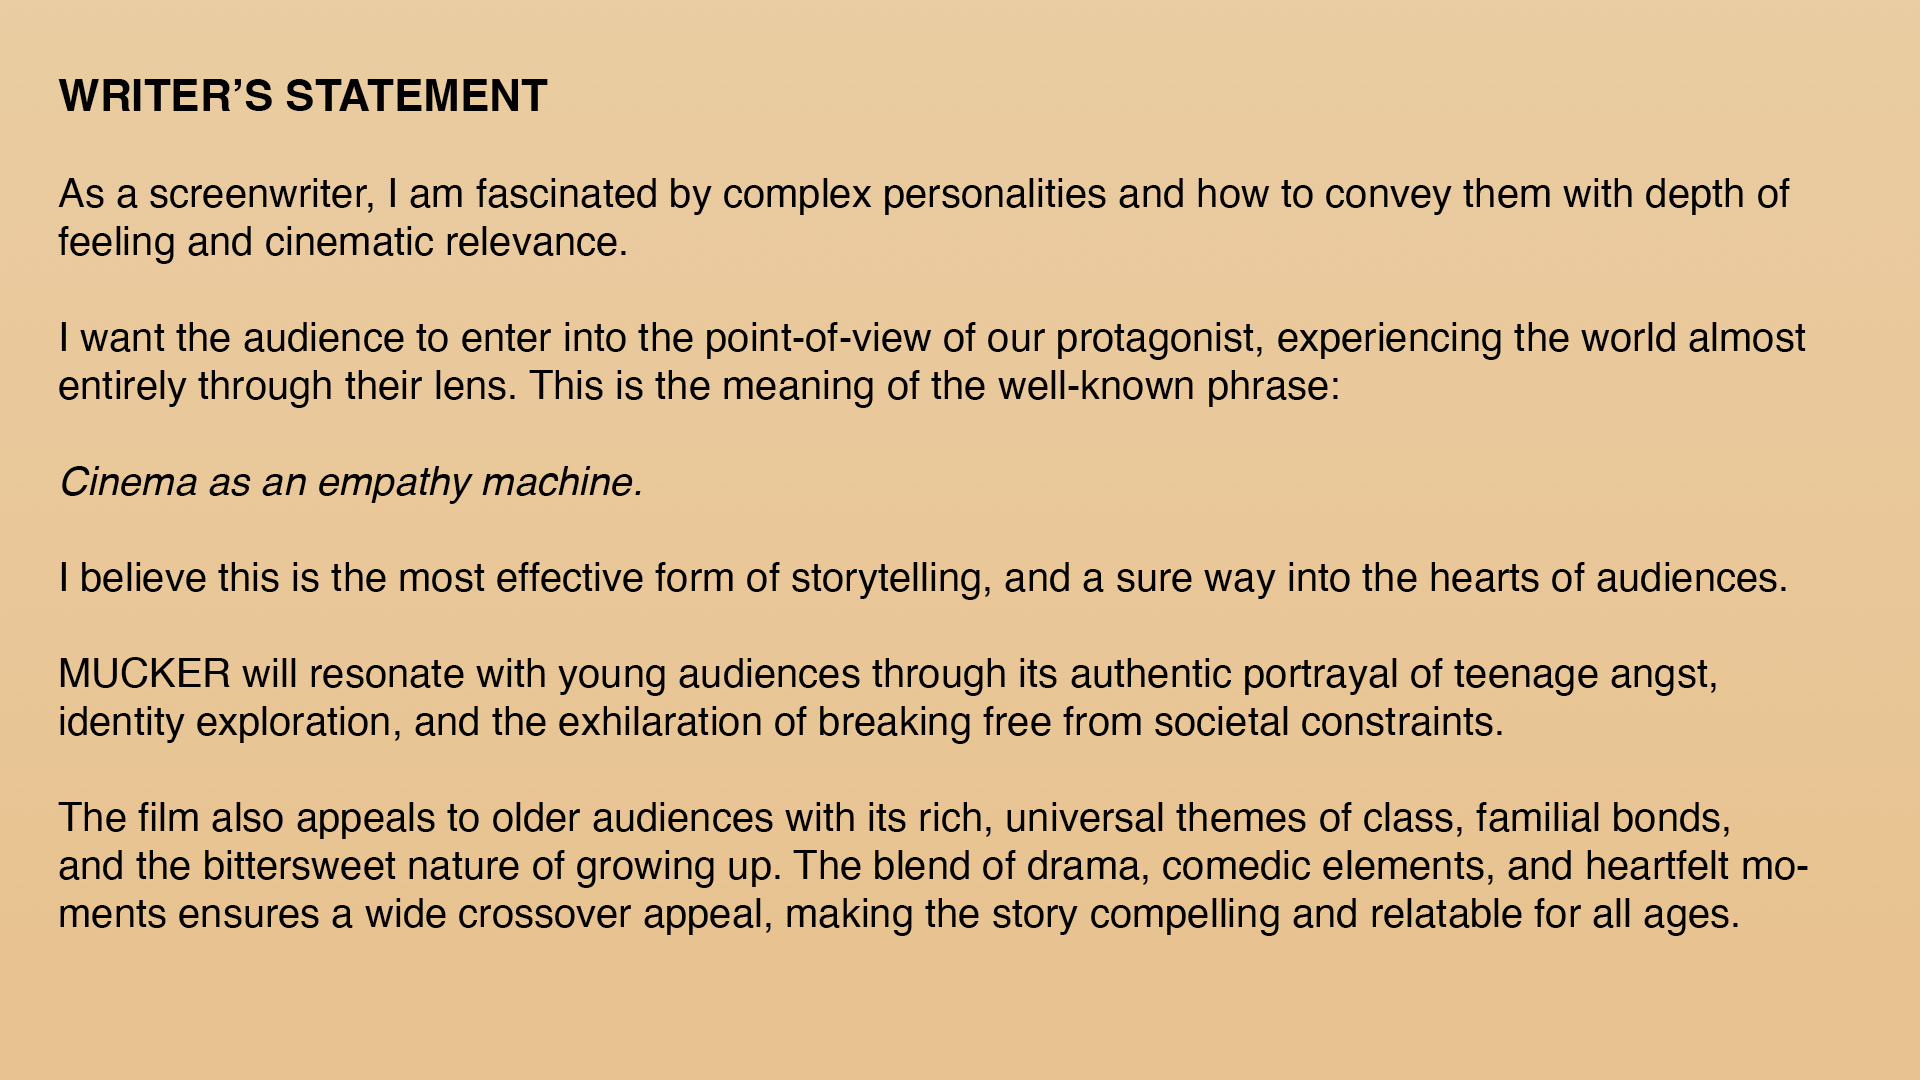 WRITER’S STATEMENT
As a screenwriter, I am fascinated by complex personalities and how to convey them with depth of
feeling and cinematic relevance.
I want the audience to enter into the point-of-view of our protagonist, experiencing the world almost
entirely through their lens. This is the meaning of the well-known phrase:
Cinema as an empathy machine.
I believe this is the most effective form of storytelling, and a sure way into the hearts of audiences.
MUCKER will resonate with young audiences through its authentic portrayal of teenage angst,
identity exploration, and the exhilaration of breaking free from societal constraints.
The film also appeals to older audiences with its rich, universal themes of class, familial bonds,
and the bittersweet nature of growing up. The blend of drama, comedic elements, and heartfelt mo-
ments ensures a wide crossover appeal, making the story compelling and relatable for all ages.